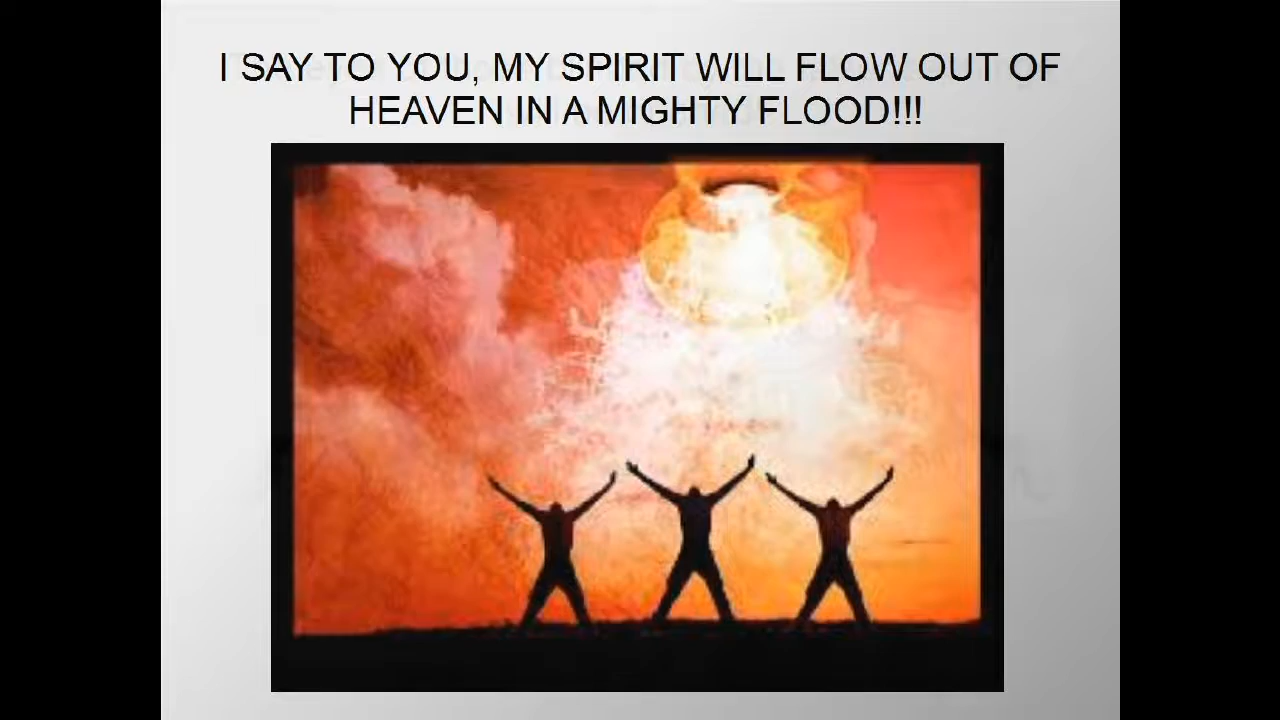 I SAY TO YOU, MY SPIRIT WILL FLOW OUT OF
HEAVEN IN A MIGHTY FLOOD!!!